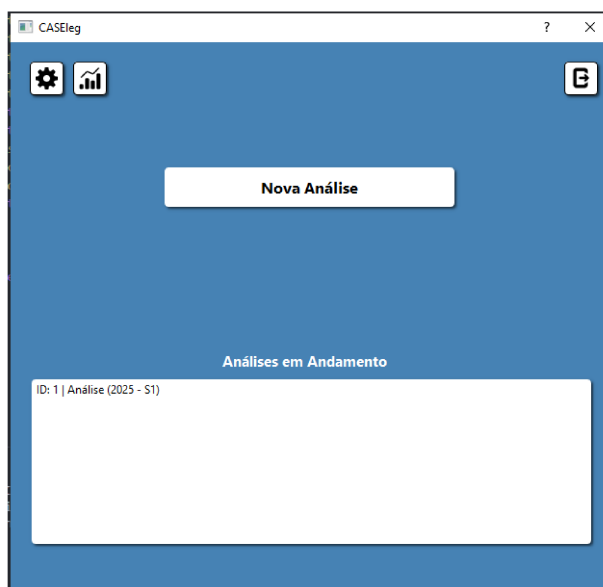 CASEleg
?
Nova Análise
Análises em Andamento
ID: 1 | Análise (2025 - S1)